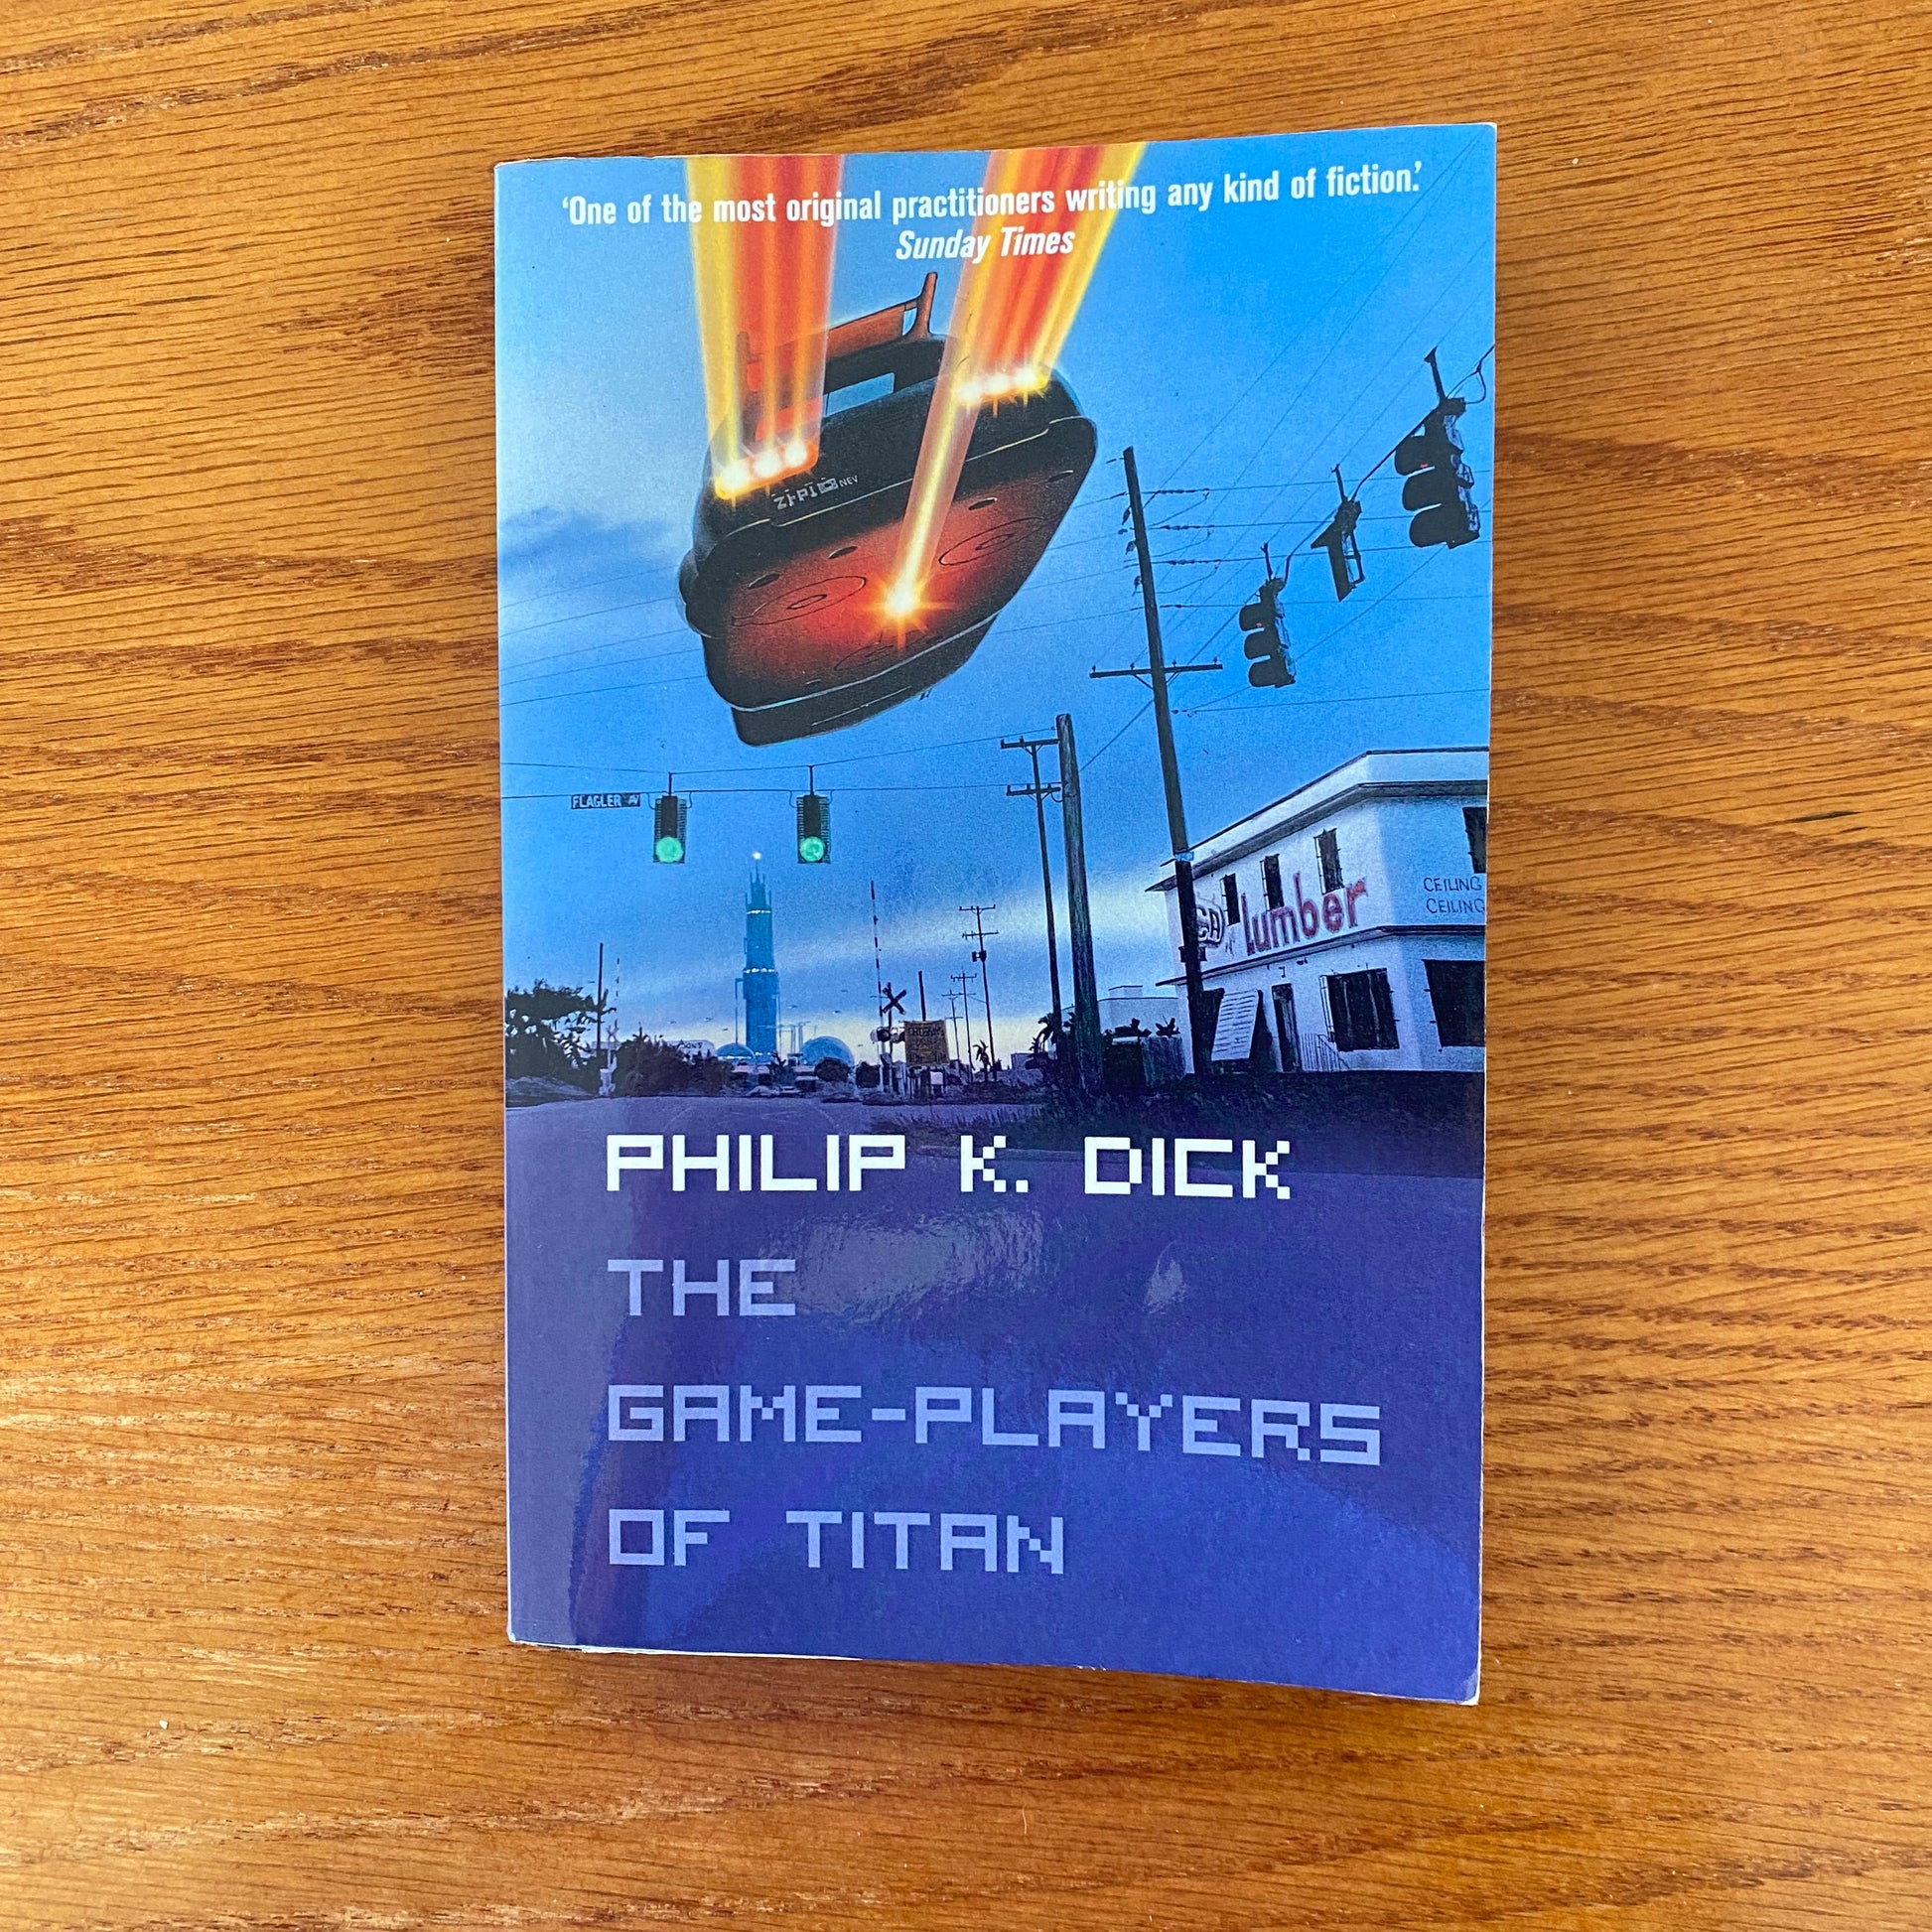 ‘One of the most original practitioners writing any kind of fiction.’
Sunday Times
FLAGLER AV
lumber
CEILING
CEILING
PHILIP K. DICK
THE
GAME-PLAYERS
OF TITAN